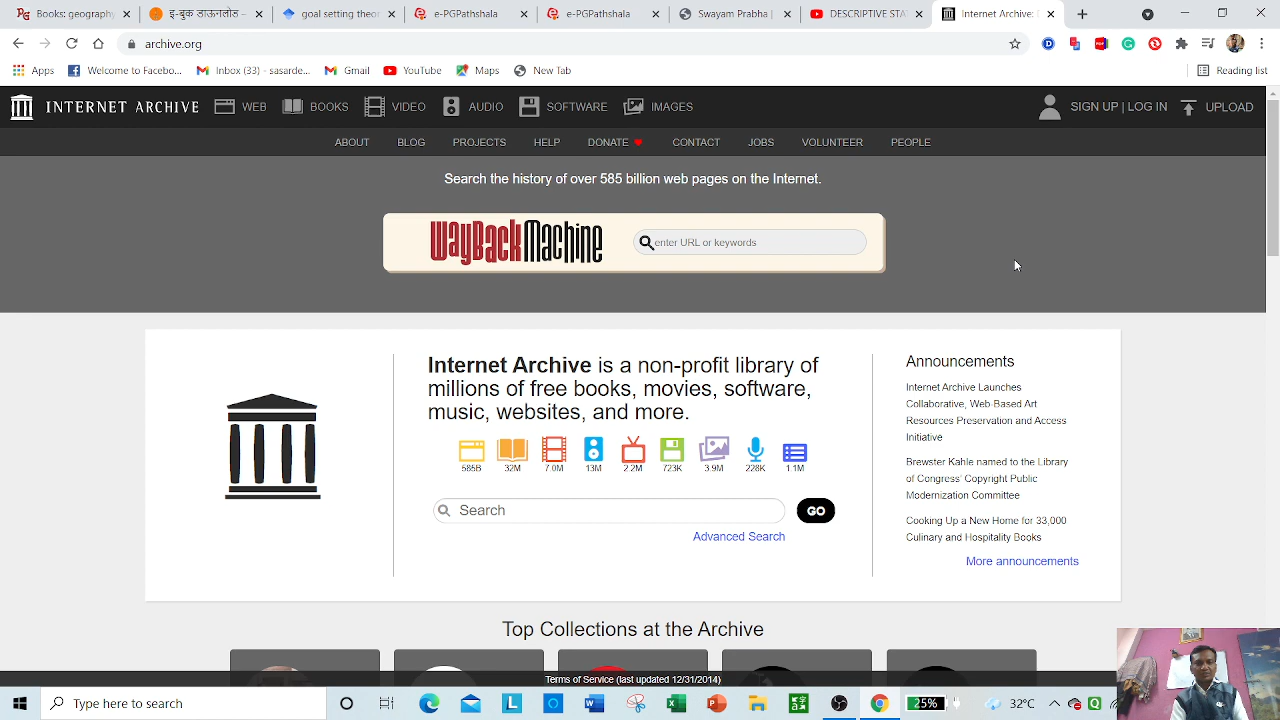 Books: geography
बुजुर्ग
goal setting theor
e-PGPathshala
e-PGPathshala
Swayam Prabha |
DESCRIPTIVE STA
Internet Archive:
archive.org
Apps
Welcome to Facebo...
Inbox (33) - sasarde...
Gmail
YouTube
Maps
New Tab
Reading list
INTERNET ARCHIVE
WEB
BOOKS
VIDEO
AUDIO
SOFTWARE
IMAGES
SIGN UP | LOG IN
UPLOAD
ABOUT
BLOG
PROJECTS
HELP
DONATE
CONTACT
JOBS
VOLUNTEER
PEOPLE
Search the history of over 585 billion web pages on the Internet.
WayBackMachine
enter URL or keywords
Internet Archive is a non-profit library of
millions of free books, movies, software,
music, websites, and more.
585B
32M
7.0M
13M
2.2M
723K
3.9M
228K
1.1M
Search
GO
Advanced Search
Announcements
Internet Archive Launches
Collaborative, Web-Based Art
Resources Preservation and Access
Initiative
Brewster Kahle named to the Library
of Congress' Copyright Public
Modernization Committee
Cooking Up a New Home for 33,000
Culinary and Hospitality Books
More announcements
Top Collections at the Archive
Terms of Service (last updated 12/31/2014)
Type here to search
25%
32°C